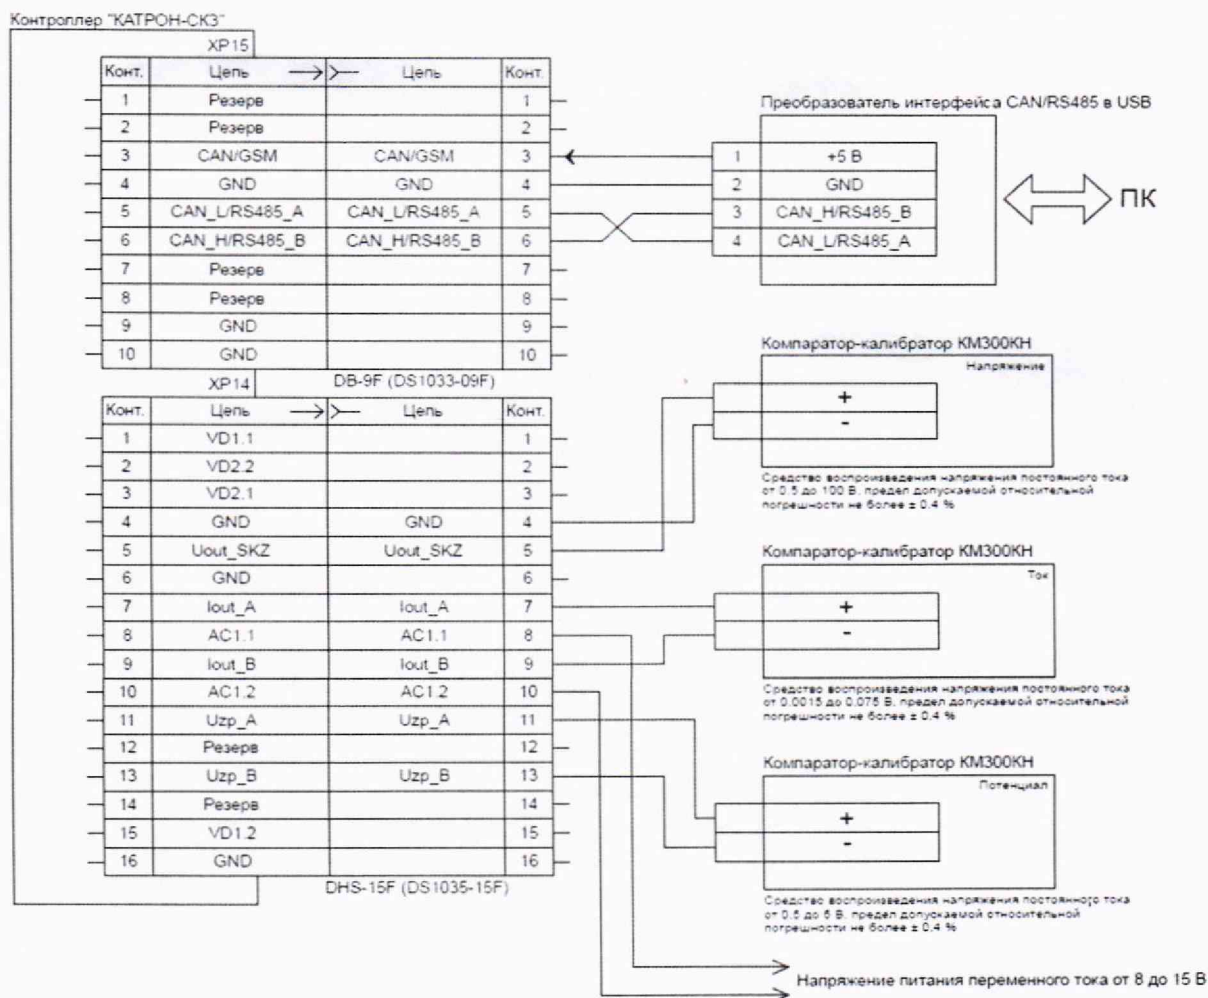 Контроллер "КАТРОН-СКЗ"
XP15
Конт. Цепь Цепь Конт.
1 Резерв 1
2 Резерв 2
3 CAN/GSM CAN/GSM 3
4 GND GND 4
5 CAN_L/RS485_A CAN_L/RS485_A 5
6 CAN_H/RS485_B CAN_H/RS485_B 6
7 Резерв 7
8 Резерв 8
9 GND 9
10 GND 10
DB-9F (DS1033-09F)
Преобразователь интерфейса CAN/RS485 в USB
1 +5 В
2 GND
3 CAN_H/RS485_B
4 CAN_L/RS485_A
ПК
XP14
Конт. Цепь Цепь Конт.
1 VD1.1 1
2 VD2.2 2
3 VD2.1 3
4 GND GND 4
5 Uout_SKZ Uout_SKZ 5
6 GND 6
7 Iout_A Iout_A 7
8 AC1.1 AC1.1 8
9 Iout_B Iout_B 9
10 AC1.2 AC1.2 10
11 Uzp_A Uzp_A 11
12 Резерв 12
13 Uzp_B Uzp_B 13
14 Резерв 14
15 VD1.2 15
16 GND 16
DHS-15F (DS1035-15F)
Компаратор-калибратор КМ300КН
Напряжение
+
-
Средство воспроизведения напряжения постоянного тока
от 0.5 до 100 В, предел допускаемой относительной
погрешности не более ± 0.4 %
Компаратор-калибратор КМ300КН
Ток
+
-
Средство воспроизведения напряжения постоянного тока
от 0.0015 до 0.075 В, предел допускаемой относительной
погрешности не более ± 0.4 %
Компаратор-калибратор КМ300КН
Потенциал
+
-
Средство воспроизведения напряжения постоянного тока
от 0.5 до 5 В, предел допускаемой относительной
погрешности не более ± 0.4 %
Напряжение питания переменного тока от 8 до 15 В